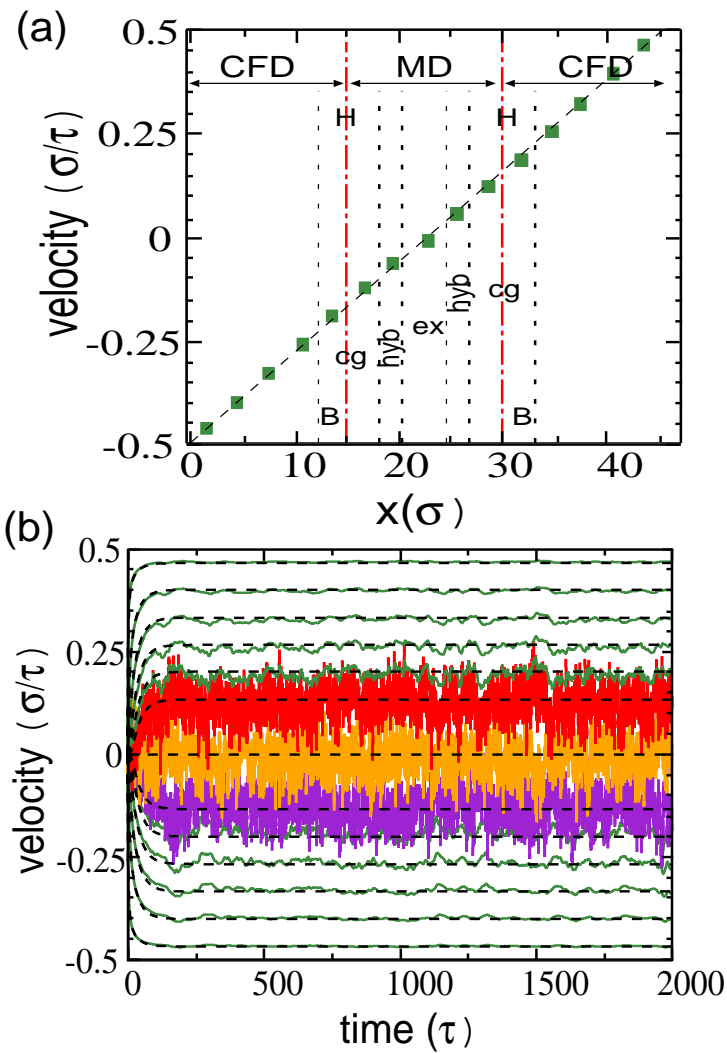 (a)
0.5
CFD MD CFD
H H
0.25
velocity (σ/τ)
0
hyb
cg
ex
hyb
cg
-0.25
B B
-0.5
0 10 20 30 40
x(σ)
(b)
0.5
0.25
velocity (σ/τ)
0
-0.25
-0.5
0 500 1000 1500 2000
time (τ)